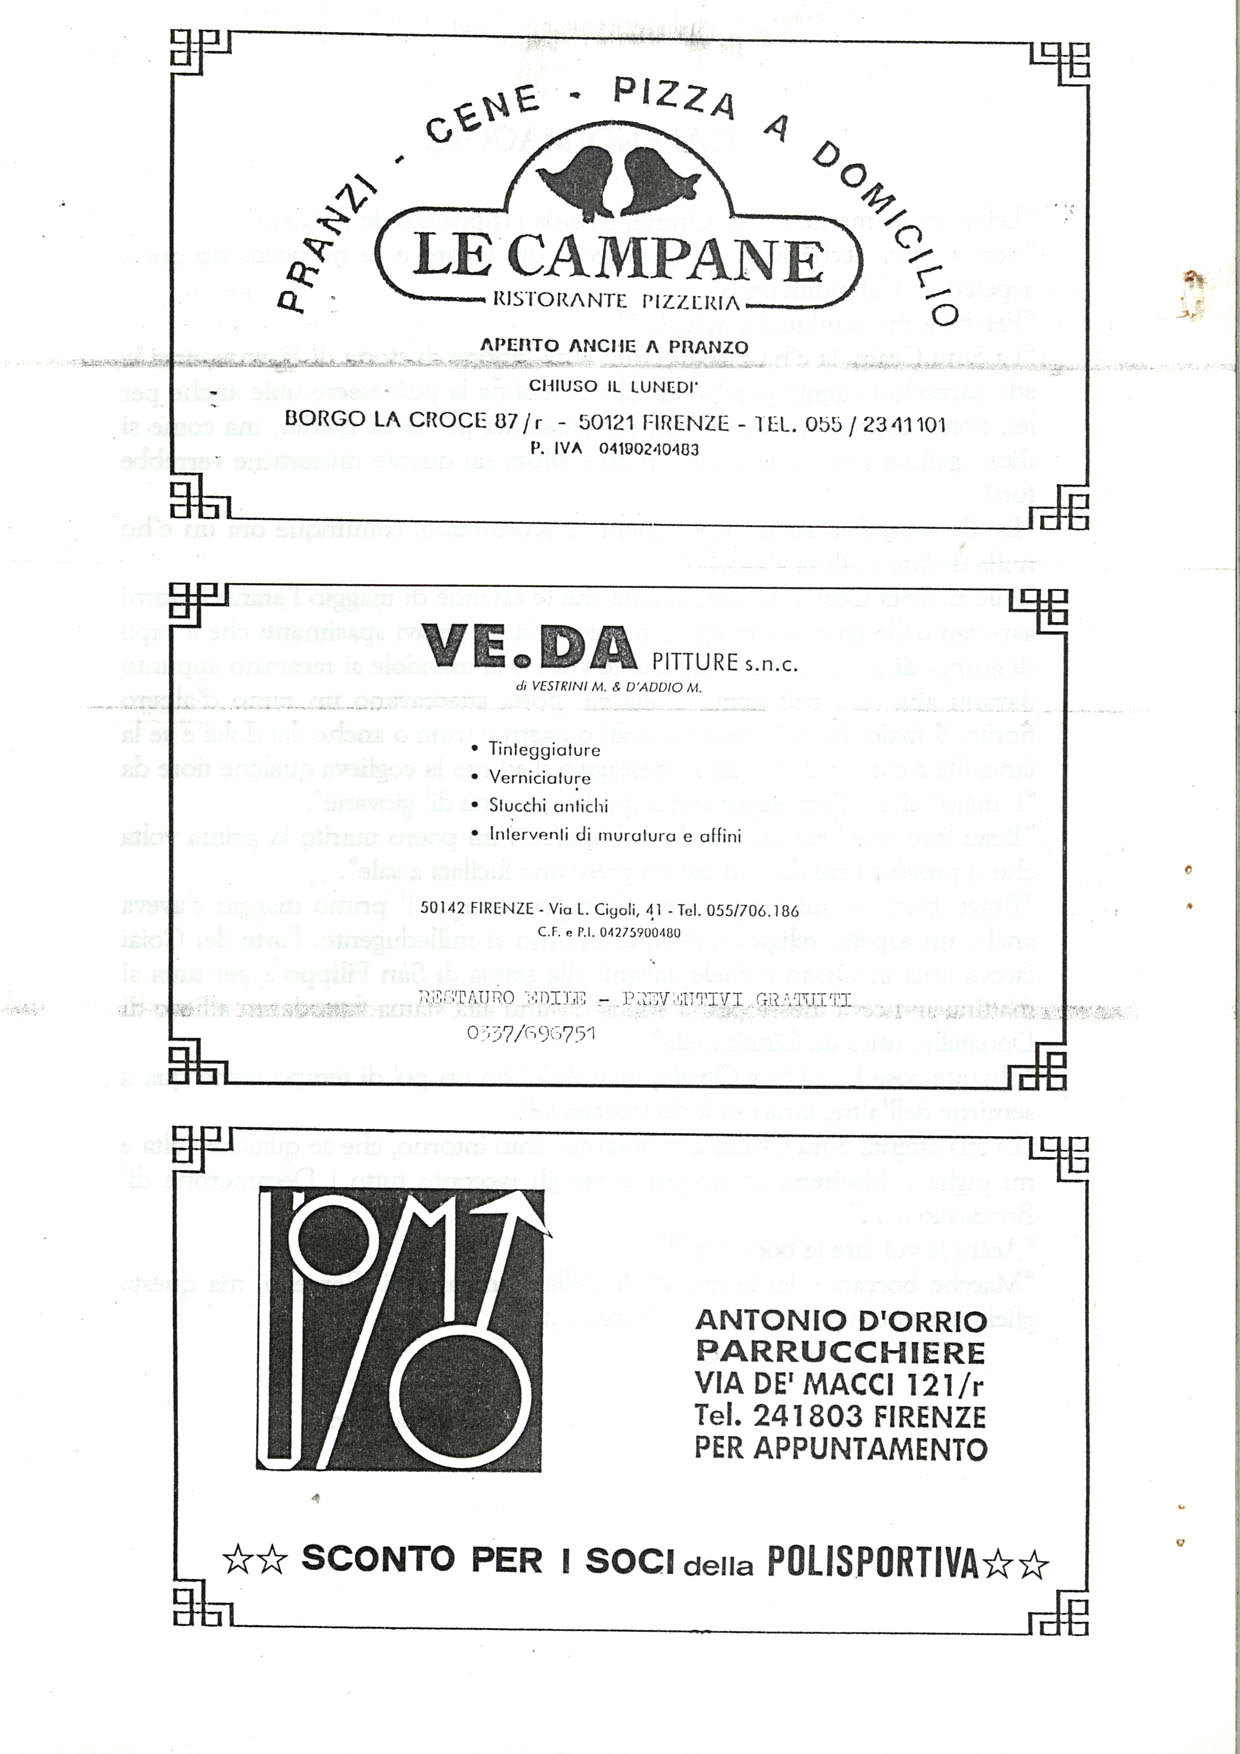 PRANZI - CENE - PIZZA A DOMICILIO
LE CAMPANE
RISTORANTE PIZZERIA
APERTO ANCHE A PRANZO
CHIUSO IL LUNEDI'
BORGO LA CROCE 87/r - 50121 FIRENZE - TEL. 055 / 2341101
P. IVA 04190240483
VE.DA PITTURE s.n.c.
di VESTRINI M. & D'ADDIO M.
• Tinteggiature
• Verniciature
• Stucchi antichi
• Interventi di muratura e affini
50142 FIRENZE - Via L. Cigoli, 41 - Tel. 055/706.186
C.F. e P.I. 04275900480
RESTAURO EDILE - PREVENTIVI GRATUITI
0337/696751
ANTONIO D'ORRIO
PARRUCCHIERE
VIA DE' MACCI 121/r
Tel. 241803 FIRENZE
PER APPUNTAMENTO
☆☆ SCONTO PER I SOCI della POLISPORTIVA ☆☆